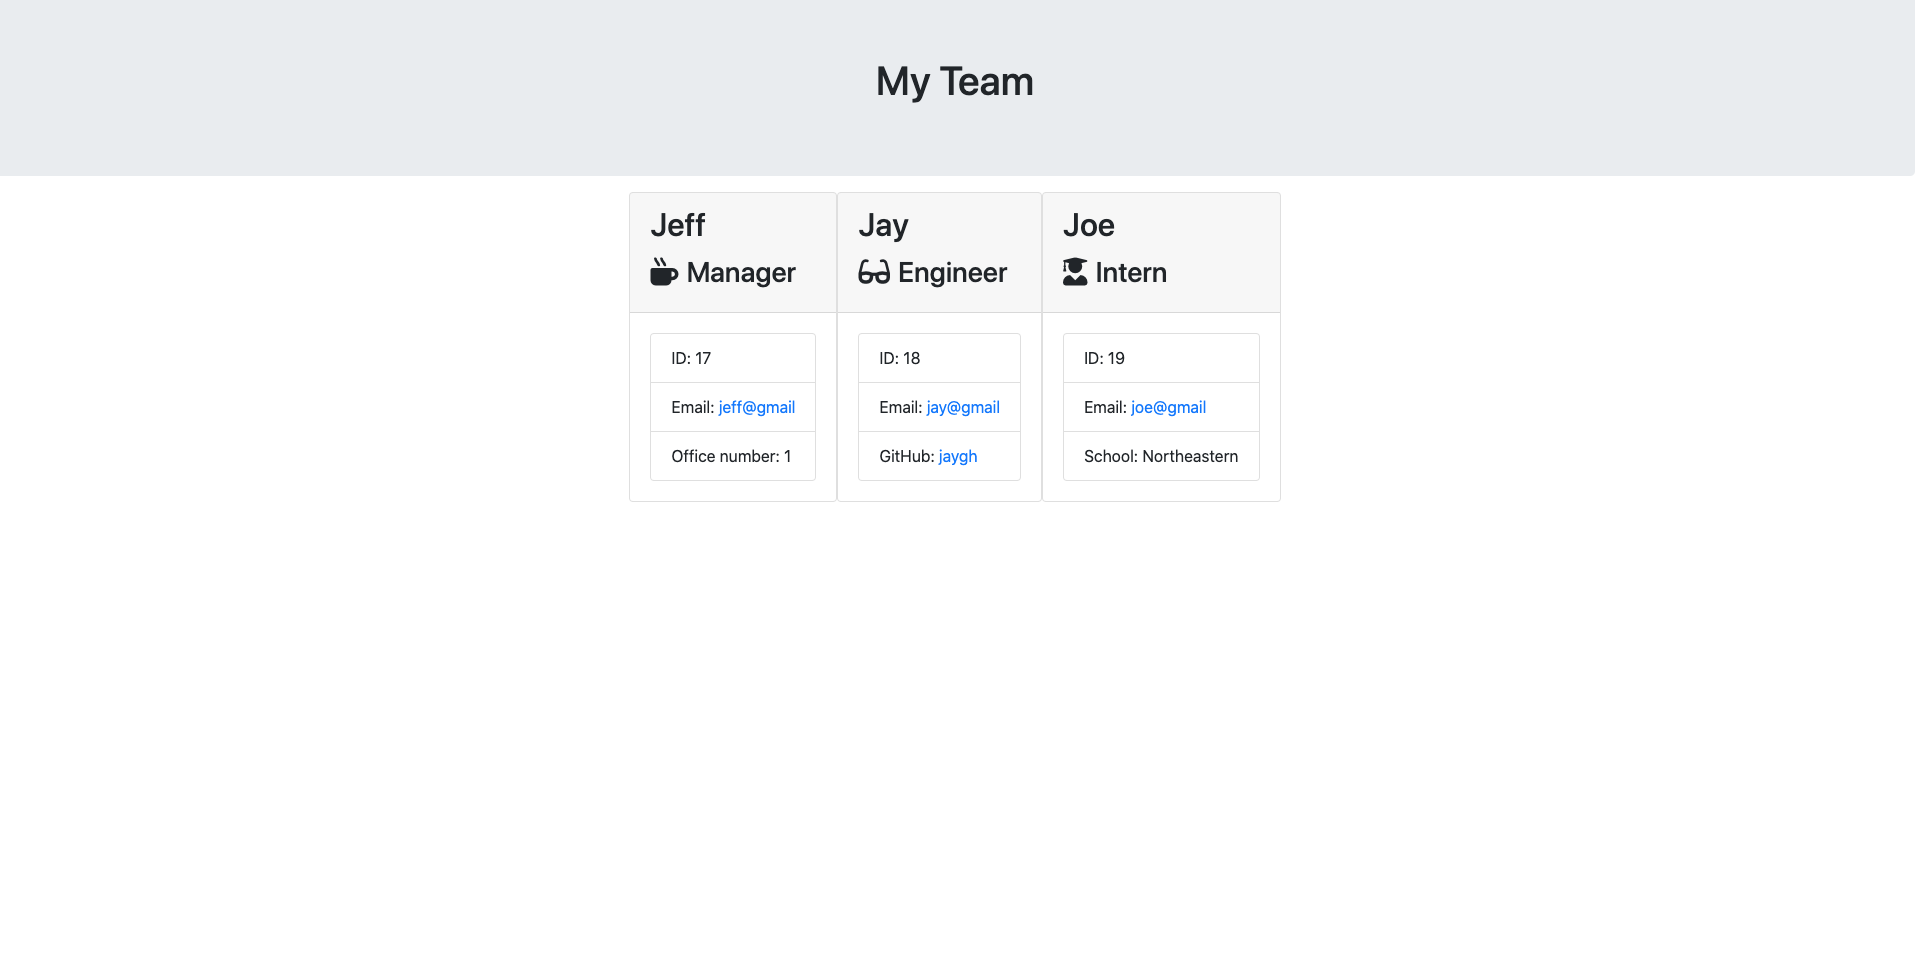 My Team
Jeff
Manager
ID: 17
Email: jeff@gmail
Office number: 1
Jay
Engineer
ID: 18
Email: jay@gmail
GitHub: jaygh
Joe
Intern
ID: 19
Email: joe@gmail
School: Northeastern